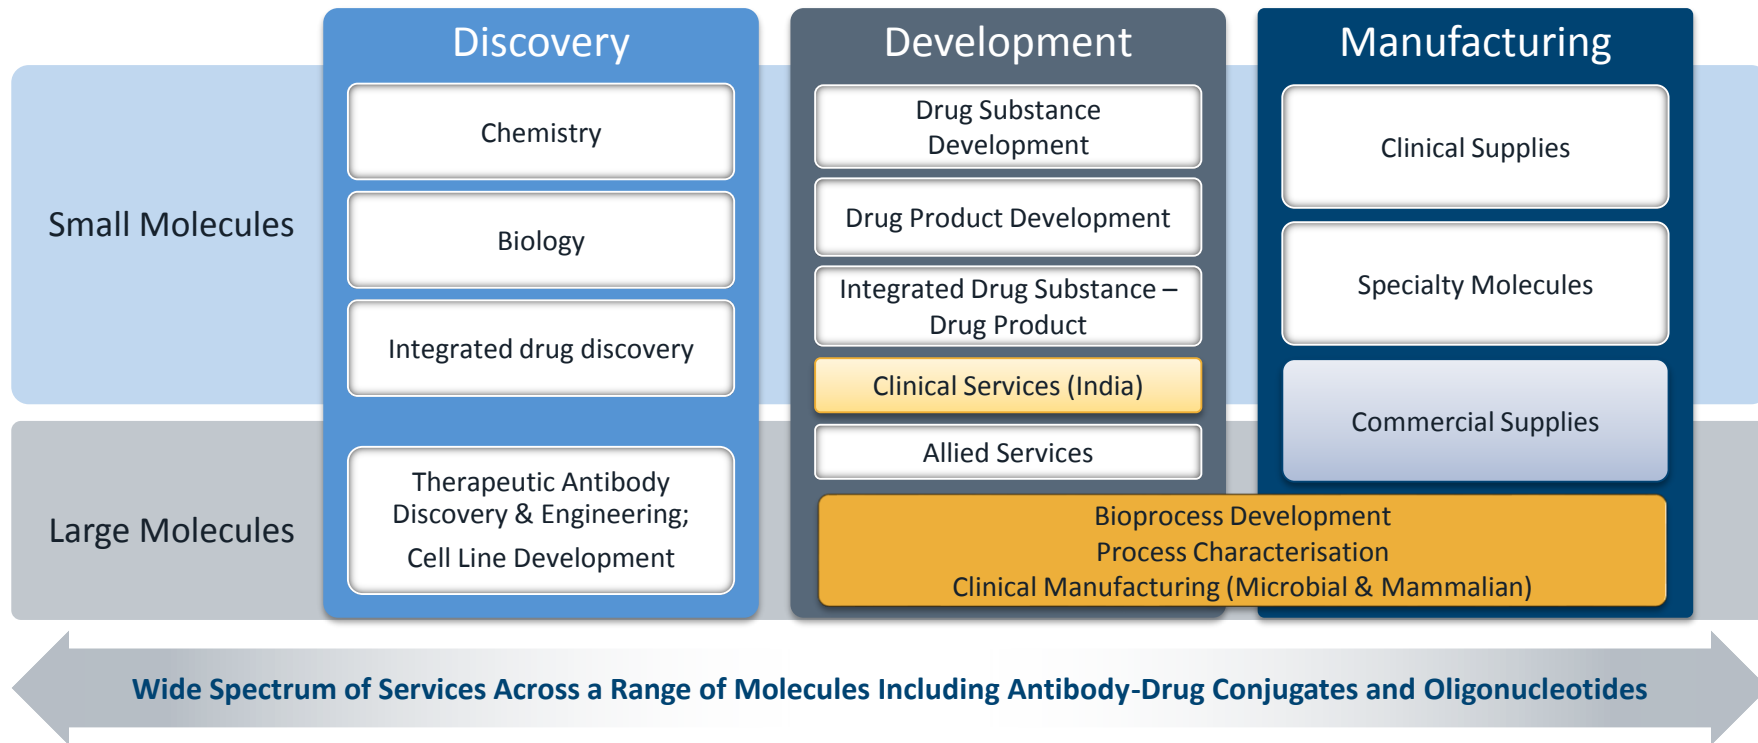 Discovery
Development
Manufacturing
Small Molecules
Large Molecules
Chemistry
Biology
Integrated drug discovery
Therapeutic Antibody
Discovery & Engineering;
Cell Line Development
Drug Substance
Development
Drug Product Development
Integrated Drug Substance –
Drug Product
Clinical Services (India)
Allied Services
Clinical Supplies
Specialty Molecules
Commercial Supplies
Bioprocess Development
Process Characterisation
Clinical Manufacturing (Microbial & Mammalian)
Wide Spectrum of Services Across a Range of Molecules Including Antibody-Drug Conjugates and Oligonucleotides